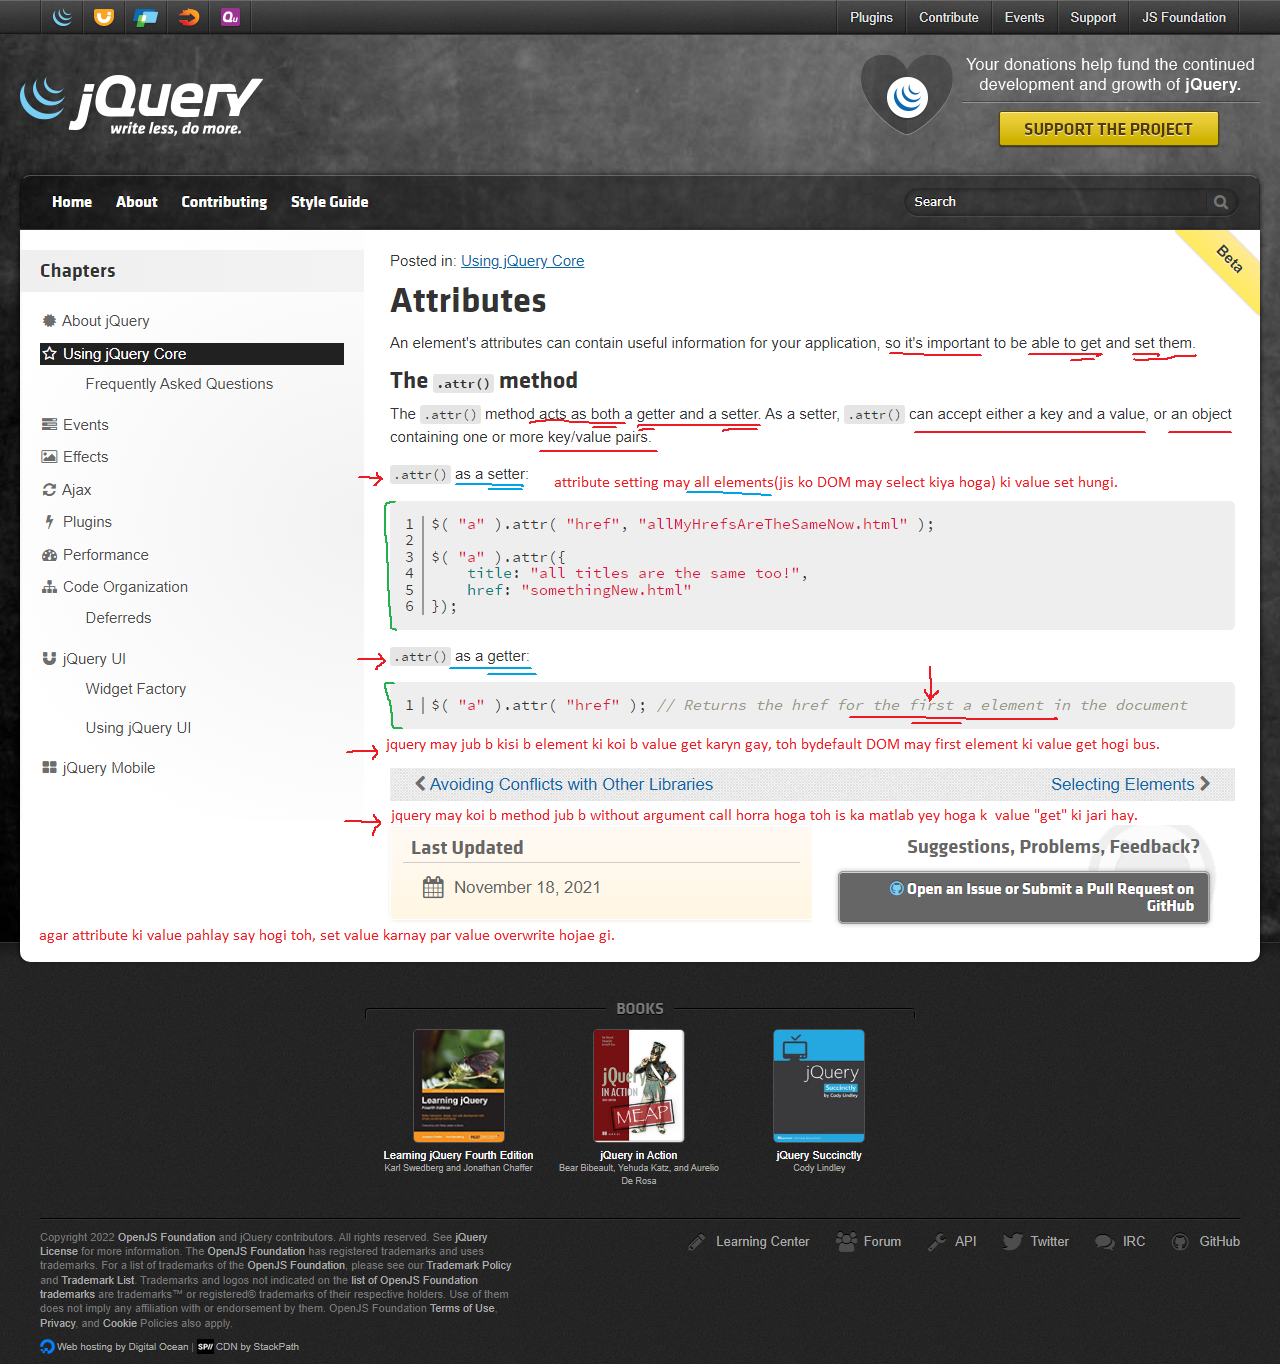 Plugins
Contribute
Events
Support
JS Foundation
jQuery
write less, do more.
Your donations help fund the continued
development and growth of jQuery.
SUPPORT THE PROJECT
Home
About
Contributing
Style Guide
Search
Beta
Chapters
About jQuery
Using jQuery Core
Frequently Asked Questions
Events
Effects
Ajax
Plugins
Performance
Code Organization
Deferreds
jQuery UI
Widget Factory
Using jQuery UI
jQuery Mobile
Posted in: Using jQuery Core
Attributes
An element's attributes can contain useful information for your application, so it's important to be able to get and set them.
The .attr() method
The .attr() method acts as both a getter and a setter. As a setter, .attr() can accept either a key and a value, or an object
containing one or more key/value pairs.
.attr() as a setter:
attribute setting may all elements(jis ko DOM may select kiya hoga) ki value set hungi.
1 $( "a" ).attr( "href", "allMyHrefsAreTheSameNow.html" );
2
3 $( "a" ).attr({
4 title: "all titles are the same too!",
5 href: "somethingNew.html"
6 });
.attr() as a getter:
1 $( "a" ).attr( "href" ); // Returns the href for the first a element in the document
jquery may jub b kisi b element ki koi b value get karyn gay, toh bydefault DOM may first element ki value get hogi bus.
Avoiding Conflicts with Other Libraries
Selecting Elements
jquery may koi b method jub b without argument call horra hoga toh is ka matlab yey hoga k value "get" ki jari hay.
Last Updated
November 18, 2021
Suggestions, Problems, Feedback?
Open an Issue or Submit a Pull Request on
GitHub
agar attribute ki value pahlay say hogi toh, set value karnay par value overwrite hojae gi.
BOOKS
Learning jQuery
Fourth Edition
jQuery
IN ACTION
MEAP
jQuery
Succinctly
by Cody Lindley
Learning jQuery Fourth Edition
Karl Swedberg and Jonathan Chaffer
jQuery in Action
Bear Bibeault, Yehuda Katz, and Aurelio
De Rosa
jQuery Succinctly
Cody Lindley
Copyright 2022 OpenJS Foundation and jQuery contributors. All rights reserved. See jQuery
License for more information. The OpenJS Foundation has registered trademarks and uses
trademarks. For a list of trademarks of the OpenJS Foundation, please see our Trademark Policy
and Trademark List. Trademarks and logos not indicated on the list of OpenJS Foundation
trademarks are trademarks™ or registered® trademarks of their respective holders. Use of them
does not imply any affiliation with or endorsement by them. OpenJS Foundation Terms of Use,
Privacy, and Cookie Policies also apply.
Learning Center
Forum
API
Twitter
IRC
GitHub
Web hosting by Digital Ocean | SP// CDN by StackPath